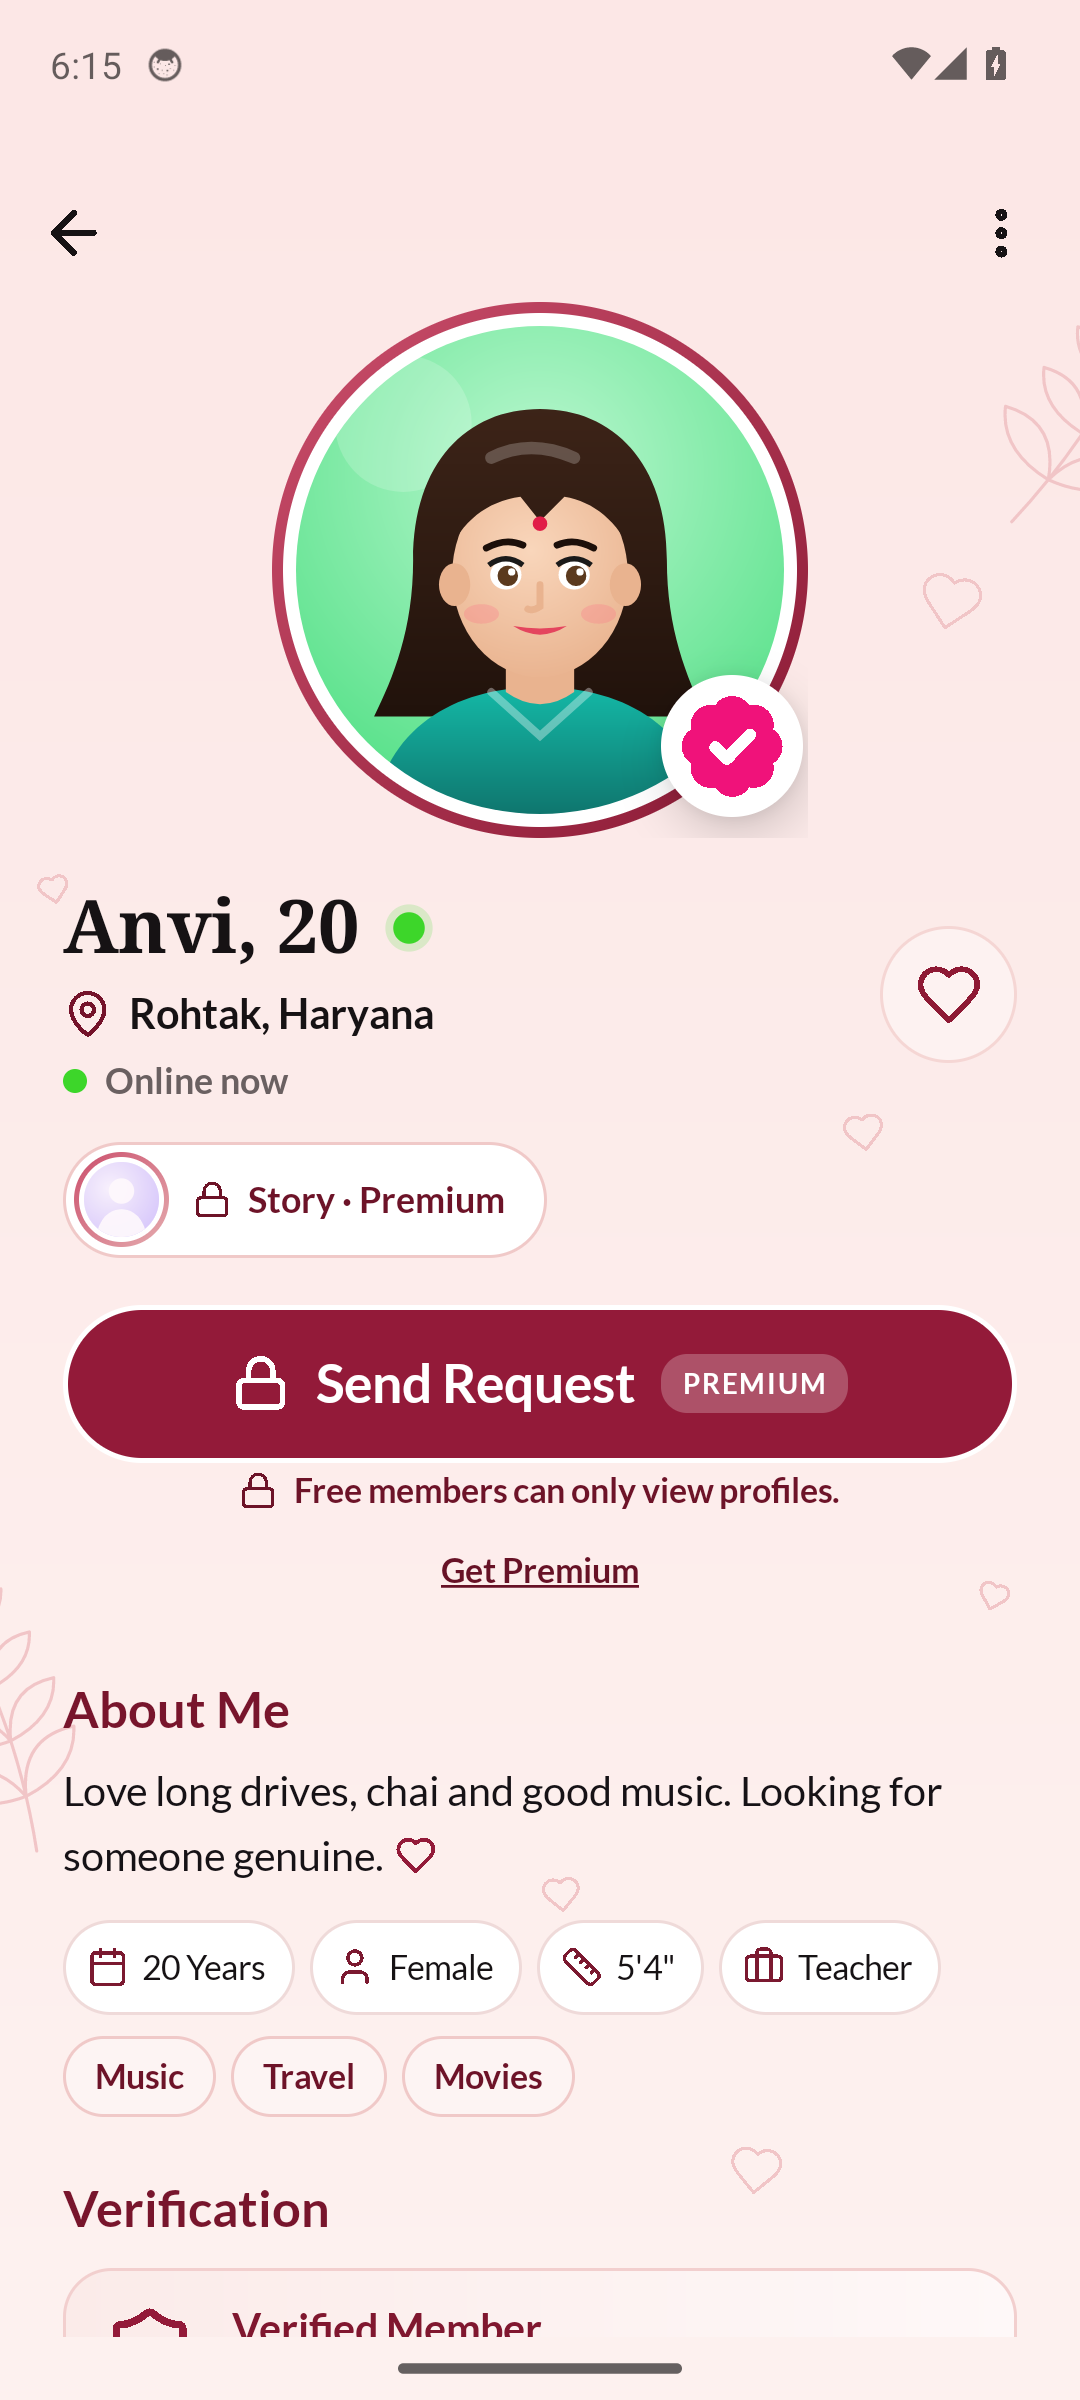 6:15
Anvi, 20
Rohtak, Haryana
Online now
Story · Premium
Send Request PREMIUM
Free members can only view profiles.
Get Premium
About Me
Love long drives, chai and good music. Looking for
someone genuine.
20 Years Female 5'4" Teacher
Music Travel Movies
Verification
Verified Member